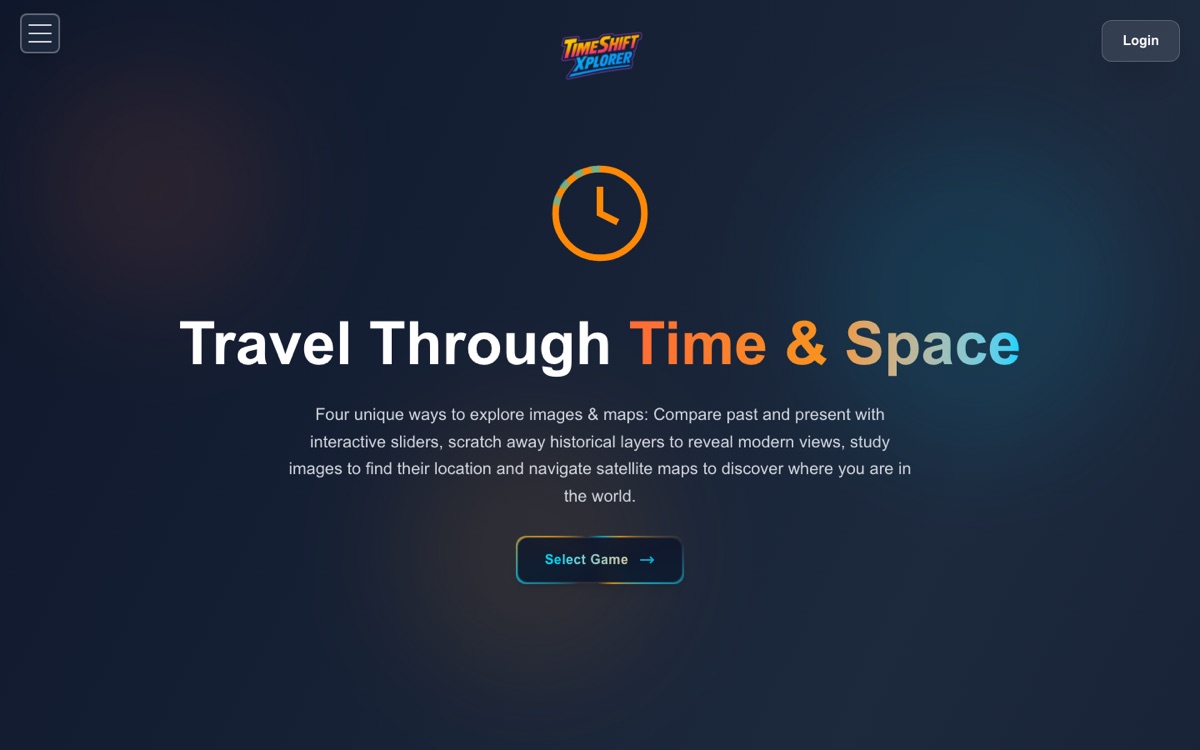 TIMESHIFT
XPLORER
Login
Travel Through Time & Space
Four unique ways to explore images & maps: Compare past and present with
interactive sliders, scratch away historical layers to reveal modern views, study
images to find their location and navigate satellite maps to discover where you are in
the world.
Select Game →